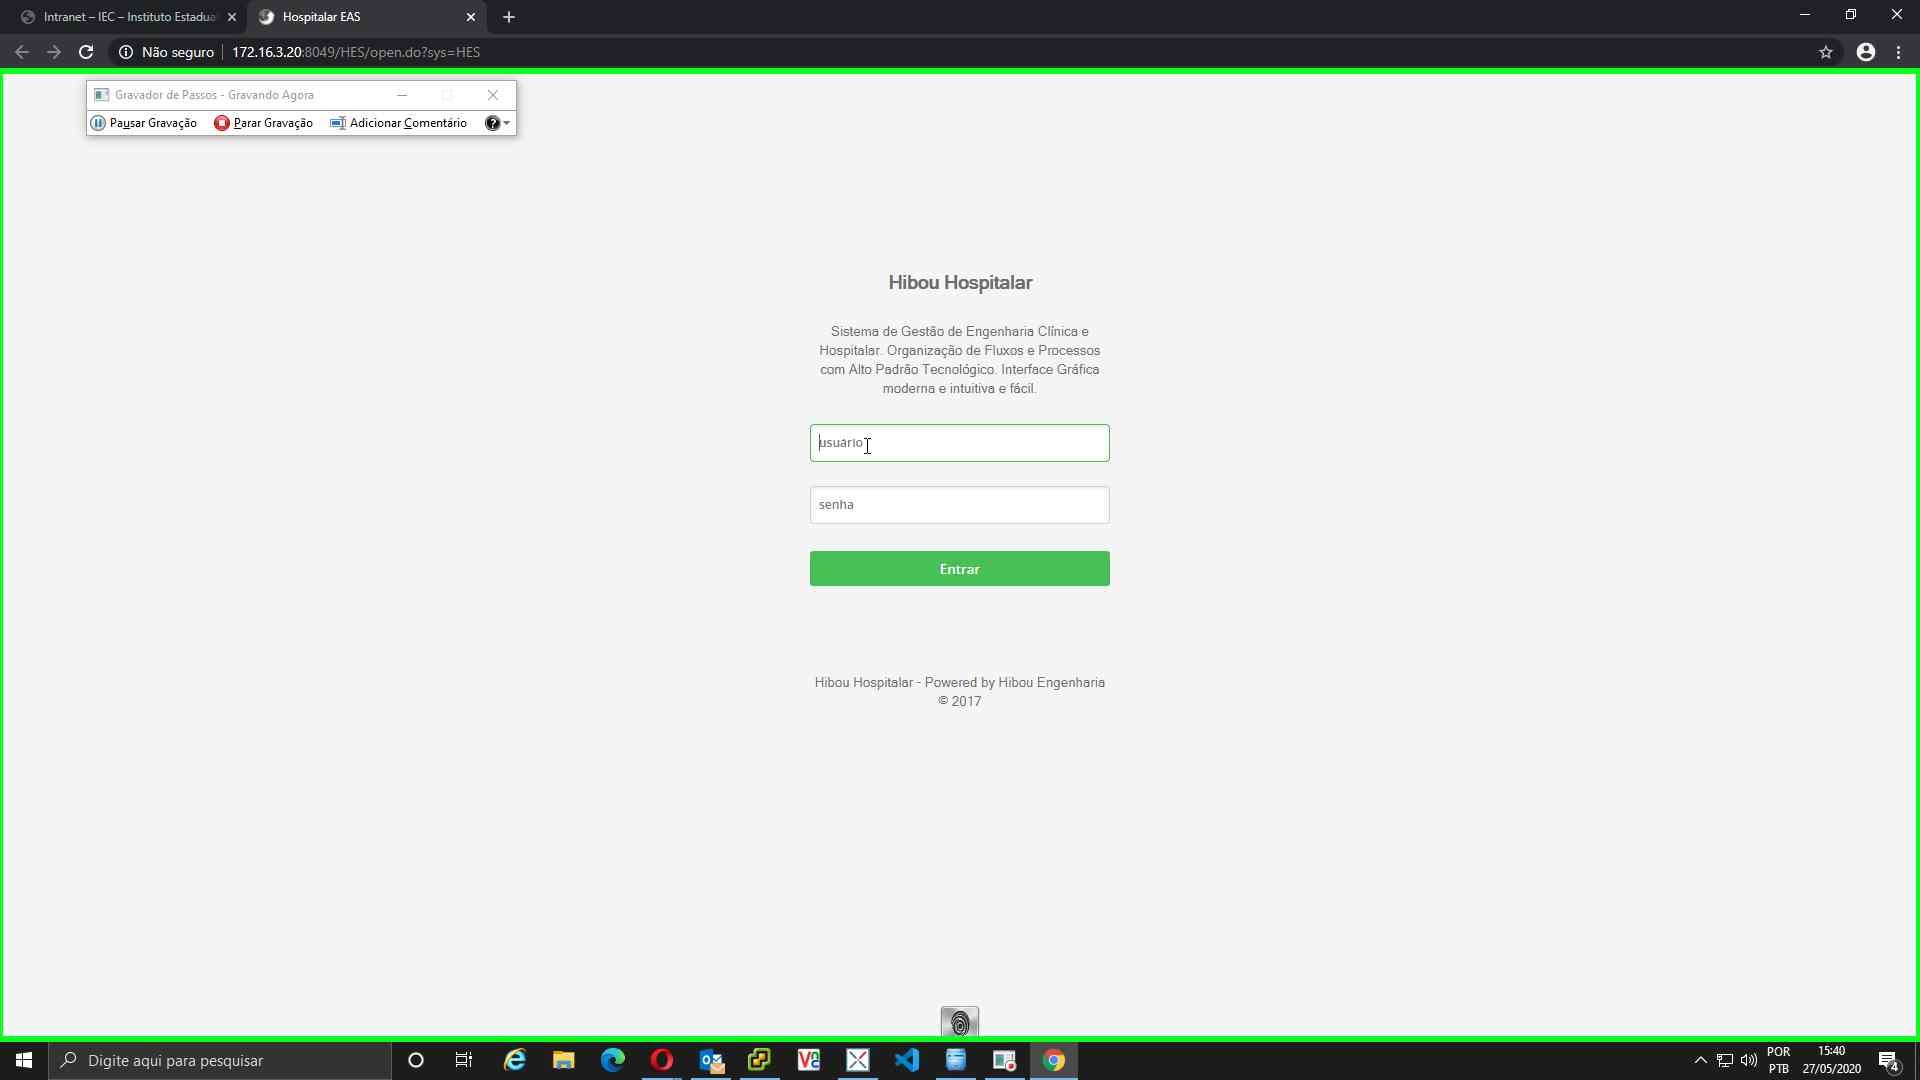 Intranet – IEC – Instituto Estadua
Hospitalar EAS
Não seguro
172.16.3.20:8049/HES/open.do?sys=HES
Gravador de Passos - Gravando Agora
Pausar Gravação
Parar Gravação
Adicionar Comentário
Hibou Hospitalar
Sistema de Gestão de Engenharia Clínica e
Hospitalar. Organização de Fluxos e Processos
com Alto Padrão Tecnológico. Interface Gráfica
moderna e intuitiva e fácil.
usuário
senha
Entrar
Hibou Hospitalar - Powered by Hibou Engenharia
© 2017
Digite aqui para pesquisar
POR
PTB
15:40
27/05/2020
4